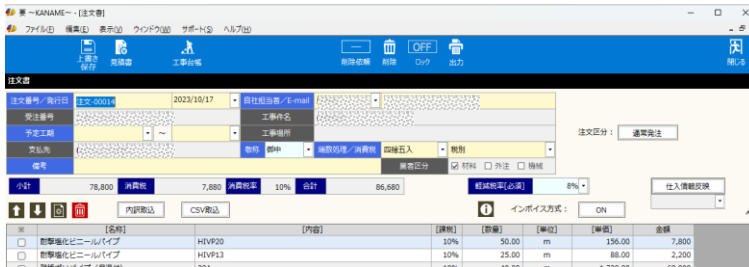 要 ～KANAME～ - [注文書]
ファイル(F) 編集(E) 表示(V) ウィンドウ(W) サポート(S) ヘルプ(H)
上書き保存 見積書 工事台帳 削除依頼 削除 OFF ロック 出力 閉じる
注文書
注文番号／発行日 注文-00014 2023/10/17 自社担当者／E-mail
受注番号 工事件名
予定工期 ～ 工事場所 注文区分： 通常発注
支払先 敬称 御中 端数処理／消費税 四捨五入 税別
備考 業者区分 材料 外注 機械
小計 78,800 消費税 7,880 消費税率 10% 合計 86,680 軽減税率[必須] 8% 仕入情報反映
内訳取込 CSV取込 インボイス方式： ON
※ [名称] [内容] [課税] [数量] [単位] [単価] 金額
耐撃塩化ビニールパイプ HIVP20 10% 50.00 m 156.00 7,800
耐撃塩化ビニールパイプ HIVP13 10% 25.00 m 88.00 2,200